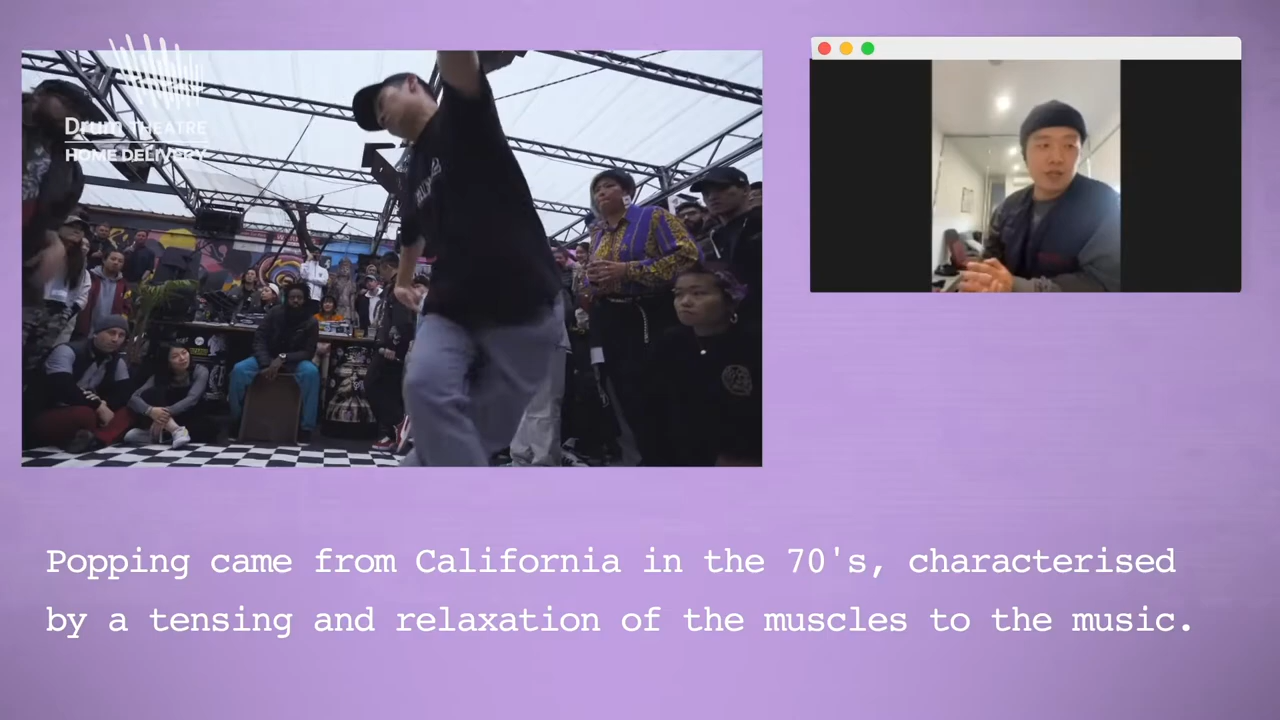 Drum THEATRE
HOME DELIVERY
Popping came from California in the 70's, characterised
by a tensing and relaxation of the muscles to the music.